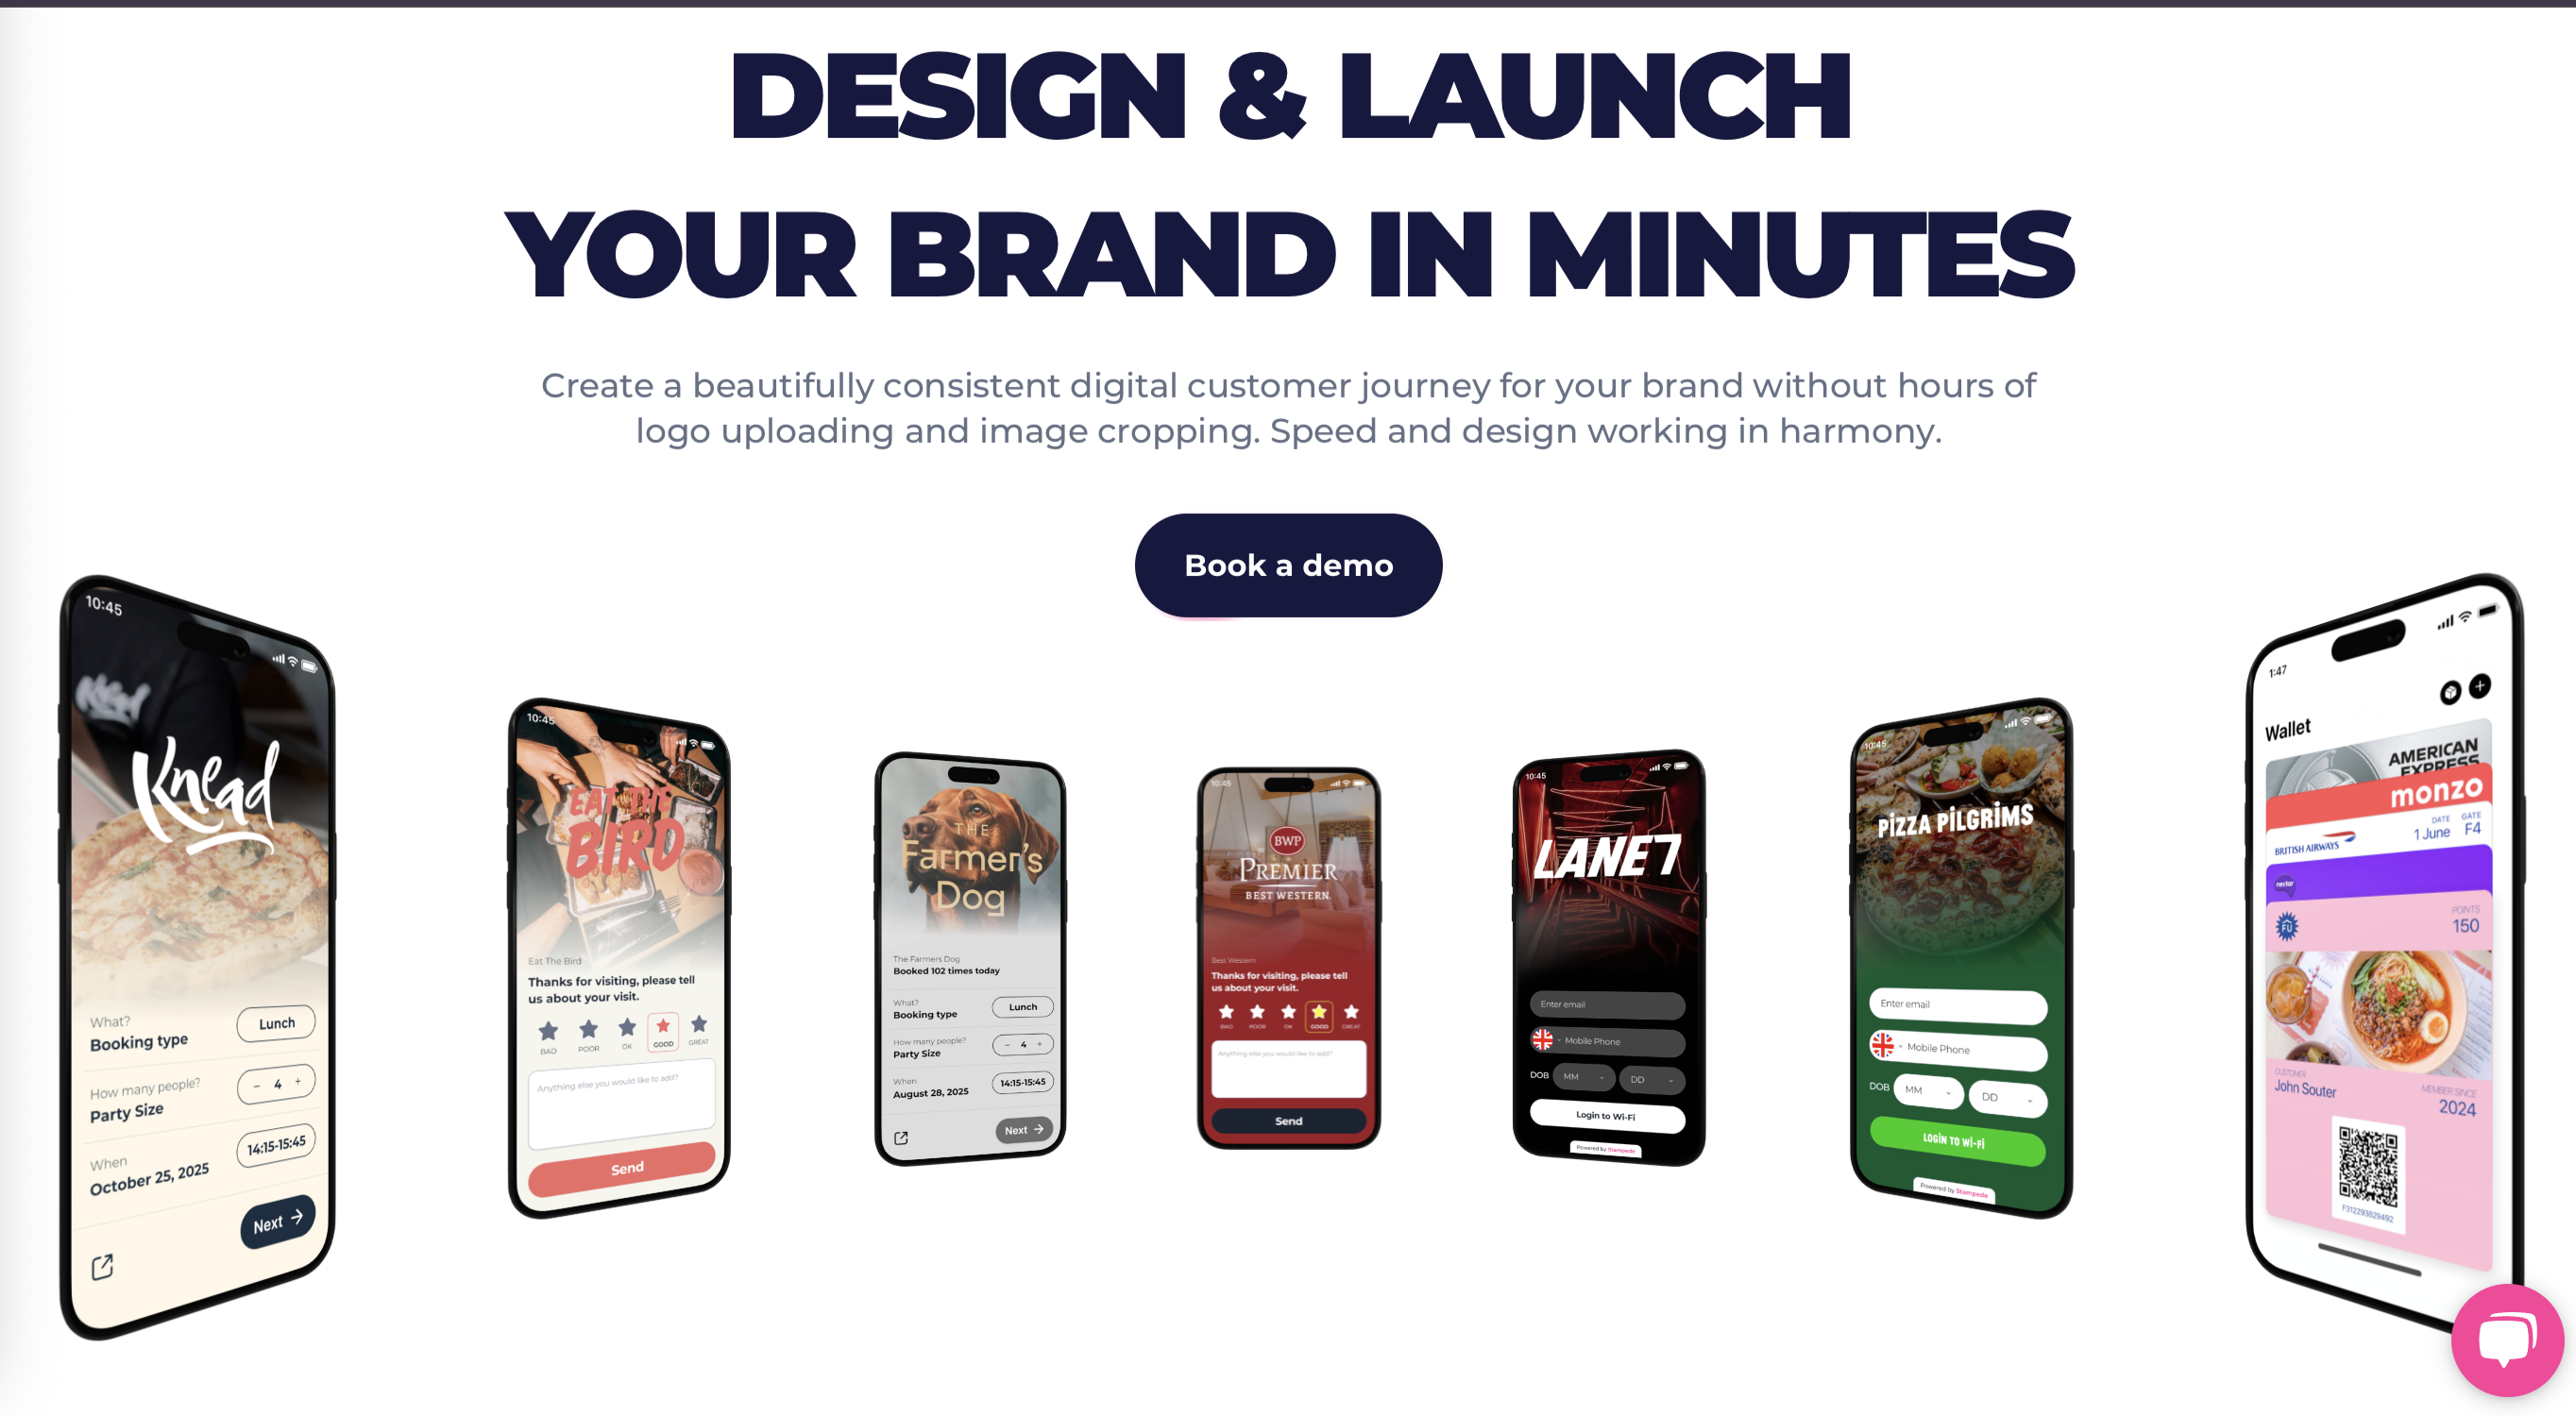 DESIGN & LAUNCH
YOUR BRAND IN MINUTES
Create a beautifully consistent digital customer journey for your brand without hours of
logo uploading and image cropping. Speed and design working in harmony.
Book a demo
10:45
Knead
Knead
What?
Booking type
Lunch
How many people?
Party Size
− 4 +
When
October 25, 2025
14:15-15:45
Next →
10:45
EAT THE
BIRD
Eat The Bird
Thanks for visiting, please tell
us about your visit.
BAD POOR OK GOOD GREAT
Anything else you would like to add?
Send
THE
Farmer's
Dog
The Farmers Dog
Booked 102 times today
What?
Booking type
Lunch
How many people?
Party Size
− 4 +
When
August 28, 2025
14:15-15:45
Next →
10:45
BWP
PREMIER
BEST WESTERN.
Best Western
Thanks for visiting, please tell
us about your visit.
BAD POOR OK GOOD GREAT
Anything else you would like to add?
Send
10:45
LANE7
Enter email
Mobile Phone
DOB MM DD
Login to Wi-Fi
Powered by Stampede
10:45
PiZZA PiLGRiMS
Enter email
Mobile Phone
DOB MM DD
LOGiN TO Wi-Fi
Powered by Stampede
1:47
Wallet
AMERICAN
EXPRESS
monzo
BRITISH AIRWAYS
DATE GATE
1 June F4
nectar
FU
POINTS
150
CUSTOMER
John Souter
MEMBER SINCE
2024
F312293829492